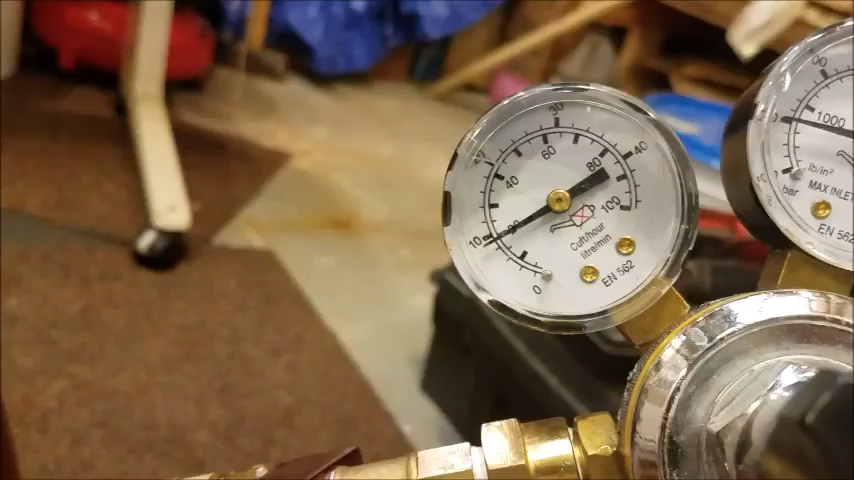 30
40
10
0
60
80
40
20
100
Cuft/hour
litre/min
EN 562
1000
lb/in²
bar
MAX INLET
EN 562